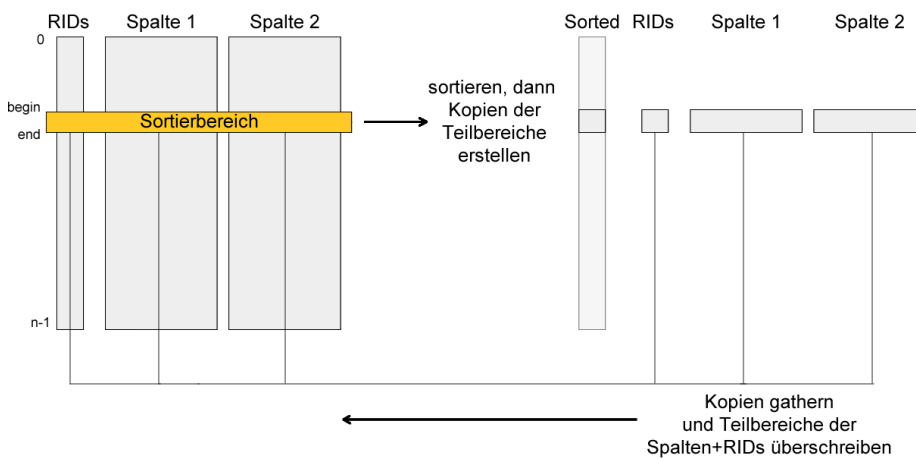 RIDs Spalte 1 Spalte 2 Sorted RIDs Spalte 1 Spalte 2
0
begin
end
Sortierbereich
sortieren, dann
Kopien der
Teilbereiche
erstellen
n-1
Kopien gathern
und Teilbereiche der
Spalten+RIDs überschreiben